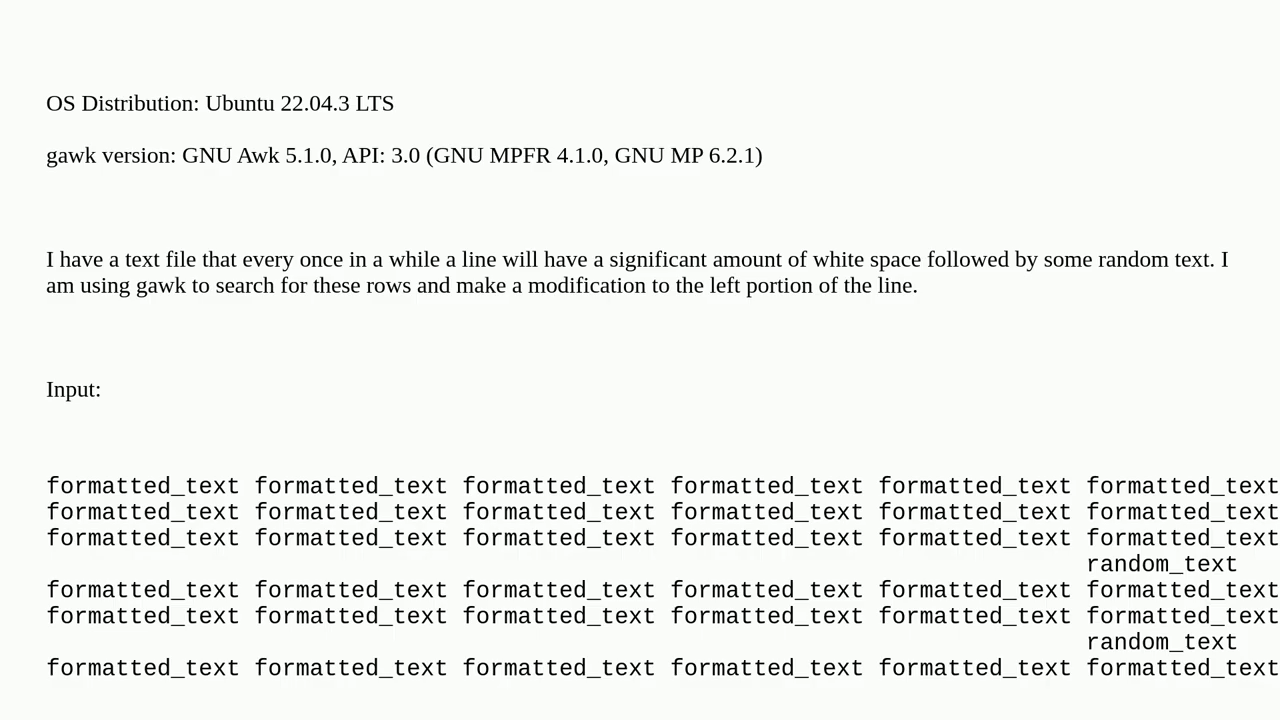 OS Distribution: Ubuntu 22.04.3 LTS
gawk version: GNU Awk 5.1.0, API: 3.0 (GNU MPFR 4.1.0, GNU MP 6.2.1)
I have a text file that every once in a while a line will have a significant amount of white space followed by some random text. I
am using gawk to search for these rows and make a modification to the left portion of the line.
Input:
formatted_text formatted_text formatted_text formatted_text formatted_text formatted_text
formatted_text formatted_text formatted_text formatted_text formatted_text formatted_text
formatted_text formatted_text formatted_text formatted_text formatted_text formatted_text
                                                                           random_text
formatted_text formatted_text formatted_text formatted_text formatted_text formatted_text
formatted_text formatted_text formatted_text formatted_text formatted_text formatted_text
                                                                           random_text
formatted_text formatted_text formatted_text formatted_text formatted_text formatted_text